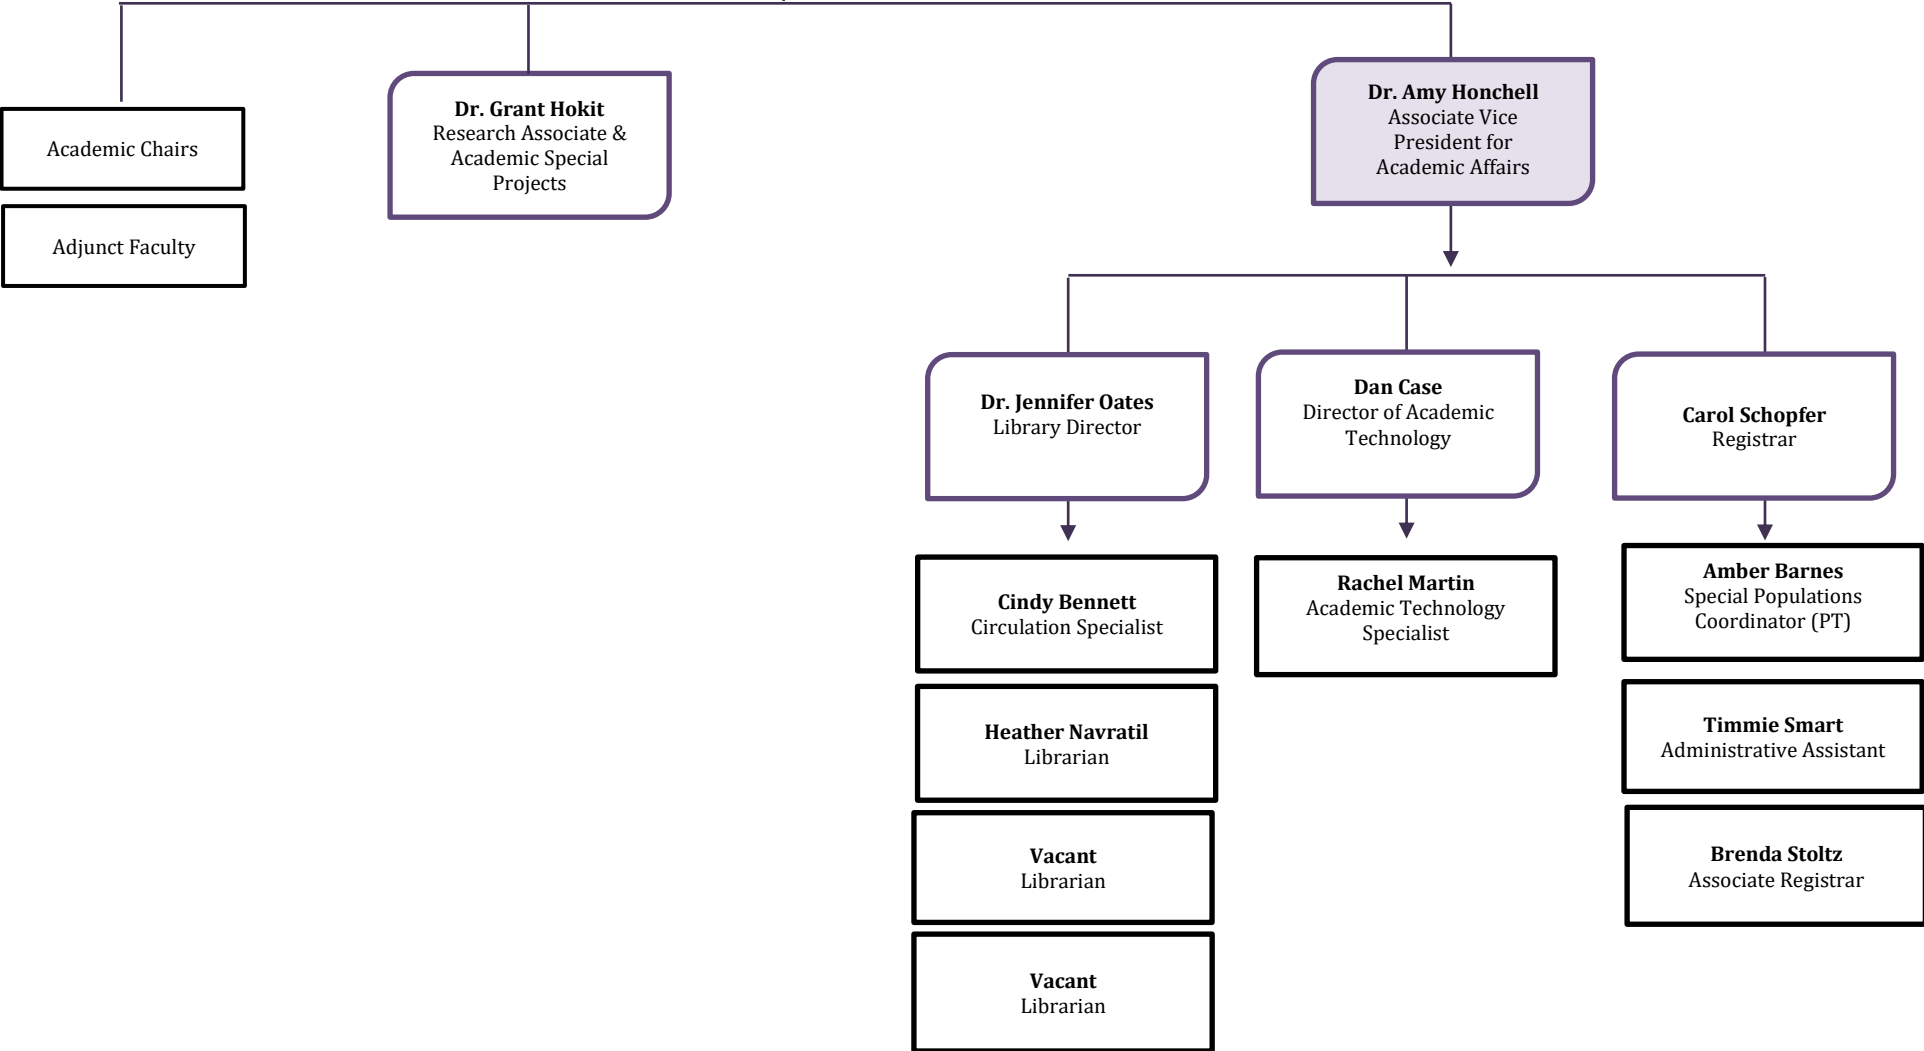 Academic Chairs
Adjunct Faculty
Dr. Grant Hokit
Research Associate &
Academic Special
Projects
Dr. Amy Honchell
Associate Vice
President for
Academic Affairs
Dr. Jennifer Oates
Library Director
Cindy Bennett
Circulation Specialist
Heather Navratil
Librarian
Vacant
Librarian
Vacant
Librarian
Dan Case
Director of Academic
Technology
Rachel Martin
Academic Technology
Specialist
Carol Schopfer
Registrar
Amber Barnes
Special Populations
Coordinator (PT)
Timmie Smart
Administrative Assistant
Brenda Stoltz
Associate Registrar